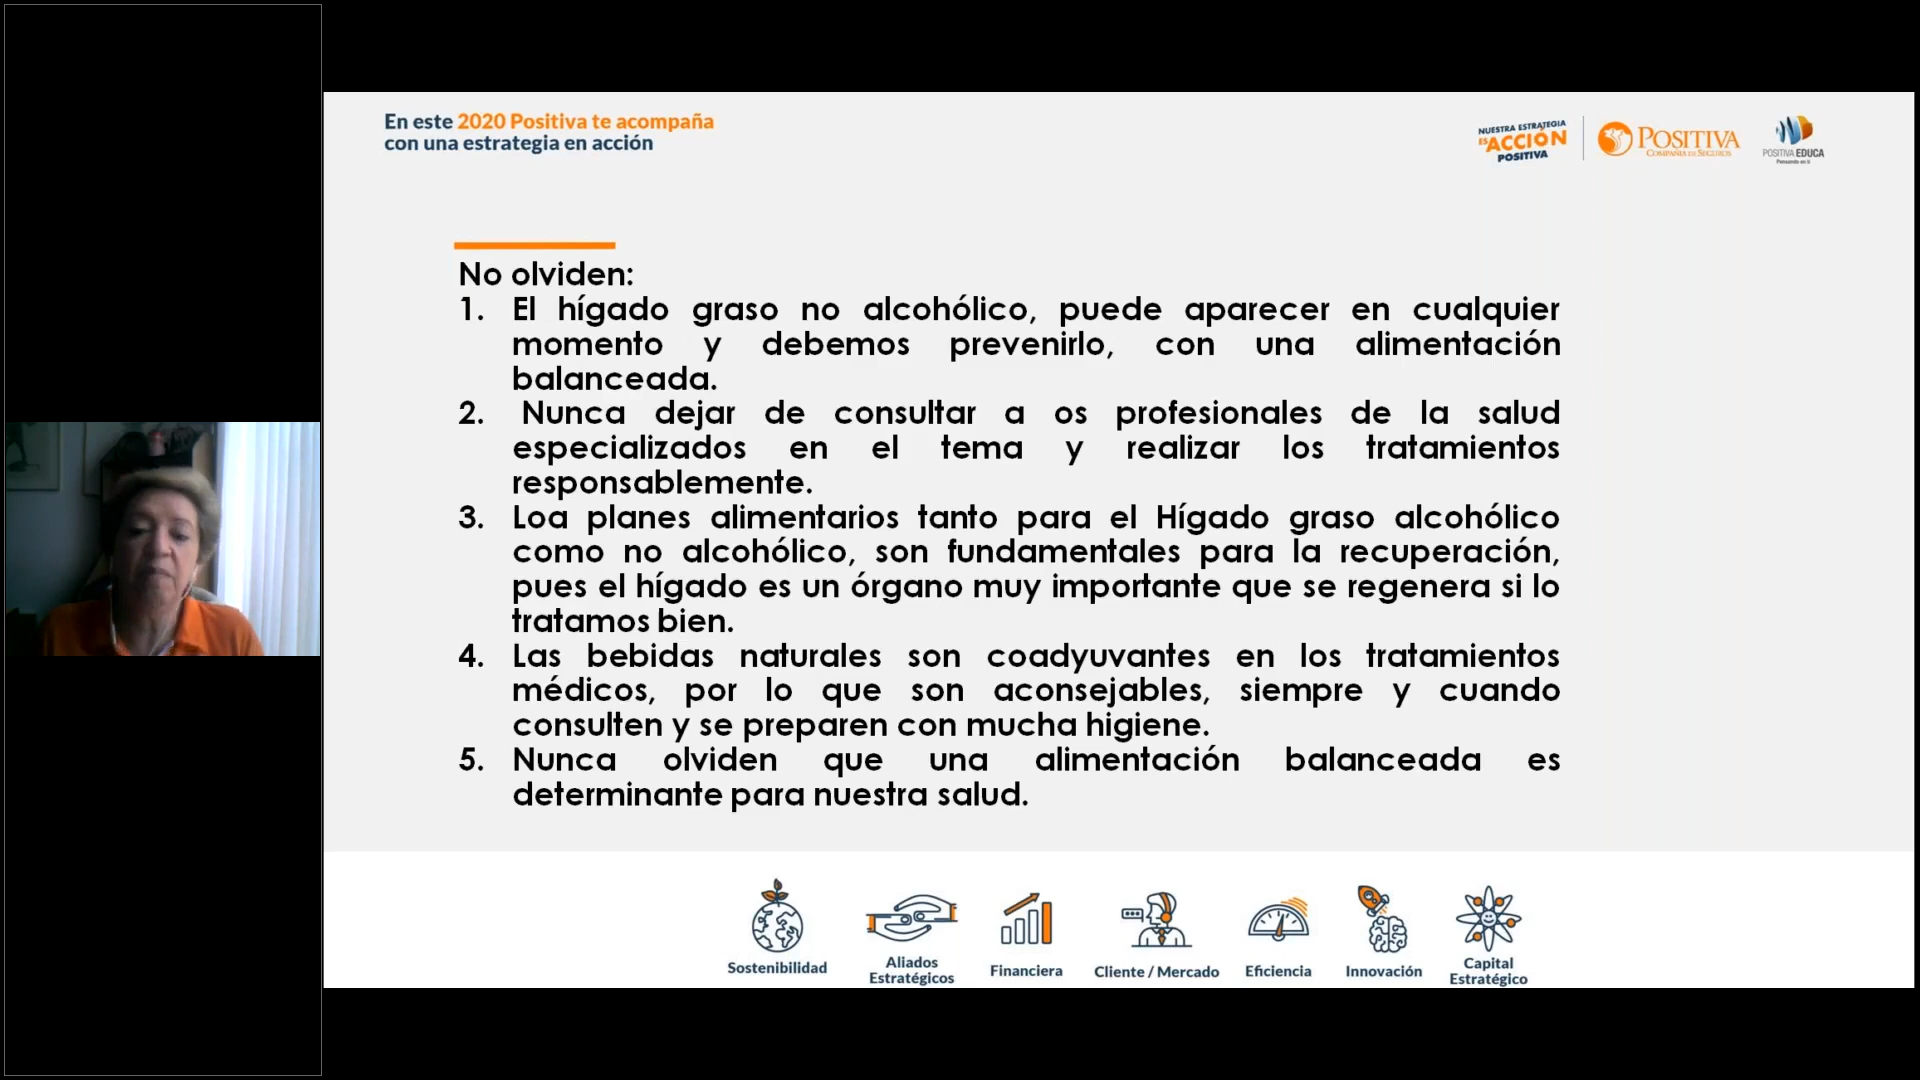 En este 2020 Positiva te acompaña
con una estrategia en acción
NUESTRA ESTRATEGIA
ES ACCIÓN
POSITIVA
POSITIVA
COMPAÑÍA DE SEGUROS
POSITIVA EDUCA
Pensando en ti
No olviden:
1. El hígado graso no alcohólico, puede aparecer en cualquier
momento y debemos prevenirlo, con una alimentación
balanceada.
2. Nunca dejar de consultar a os profesionales de la salud
especializados en el tema y realizar los tratamientos
responsablemente.
3. Loa planes alimentarios tanto para el Hígado graso alcohólico
como no alcohólico, son fundamentales para la recuperación,
pues el hígado es un órgano muy importante que se regenera si lo
tratamos bien.
4. Las bebidas naturales son coadyuvantes en los tratamientos
médicos, por lo que son aconsejables, siempre y cuando
consulten y se preparen con mucha higiene.
5. Nunca olviden que una alimentación balanceada es
determinante para nuestra salud.
Sostenibilidad
Aliados
Estratégicos
Financiera
Cliente / Mercado
Eficiencia
Innovación
Capital
Estratégico